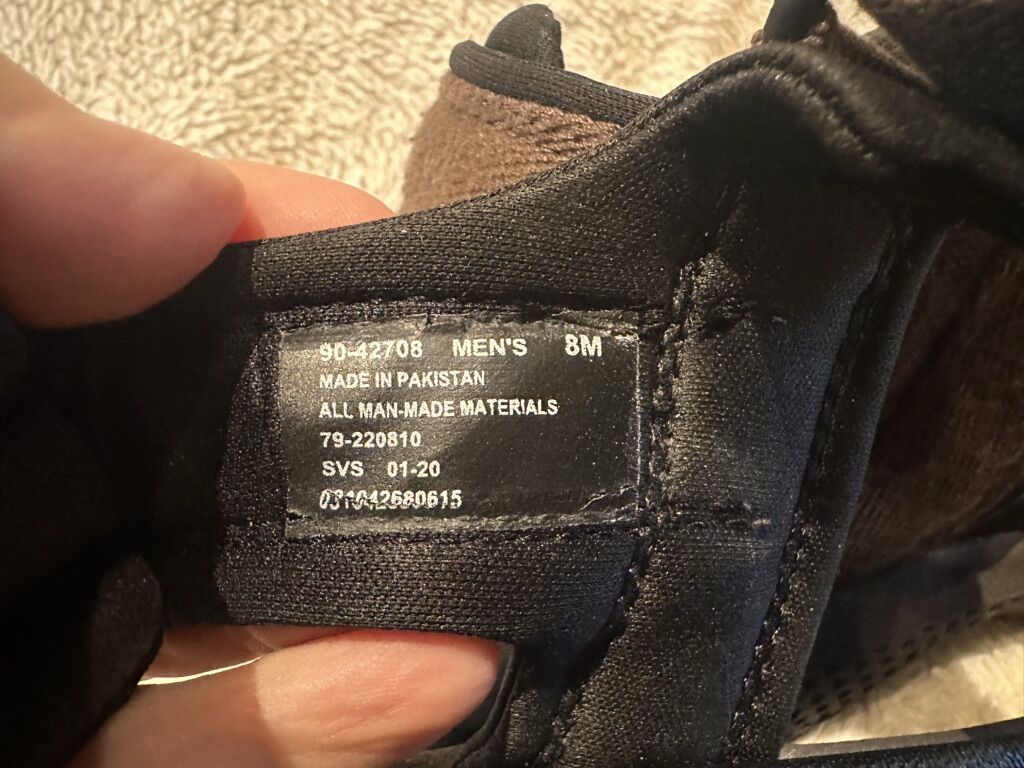 90-42708 MEN'S 8M
MADE IN PAKISTAN
ALL MAN-MADE MATERIALS
79-220810
SVS 01-20
031042680615